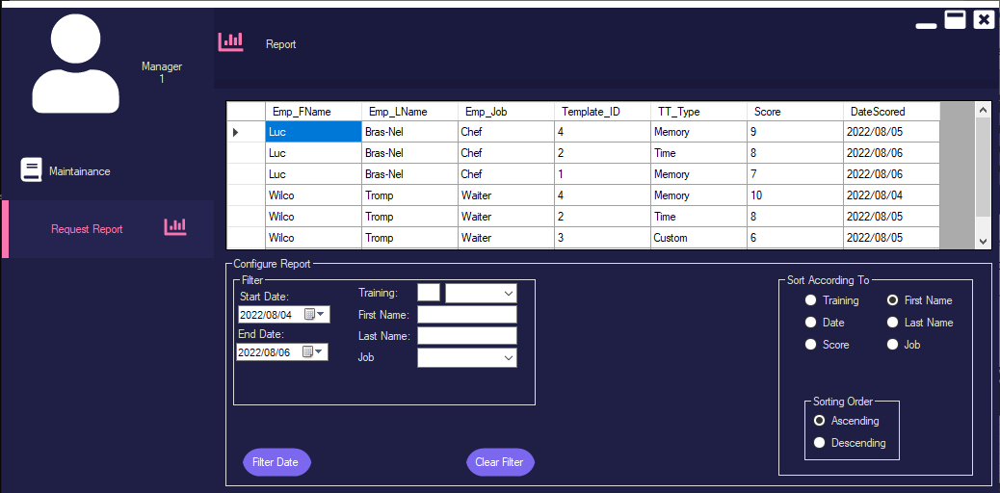 Manager
1
Maintainance
Request Report
Report
Emp_FName Emp_LName Emp_Job Template_ID TT_Type Score DateScored
Luc Bras-Nel Chef 4 Memory 9 2022/08/05
Luc Bras-Nel Chef 2 Time 8 2022/08/06
Luc Bras-Nel Chef 1 Memory 7 2022/08/06
Wilco Tromp Waiter 4 Memory 10 2022/08/04
Wilco Tromp Waiter 2 Time 8 2022/08/05
Wilco Tromp Waiter 3 Custom 6 2022/08/05
Configure Report
Filter
Start Date:
2022/08/04
End Date:
2022/08/06
Training:
First Name:
Last Name:
Job
Filter Date
Clear Filter
Sort According To
Training First Name
Date Last Name
Score Job
Sorting Order
Ascending
Descending